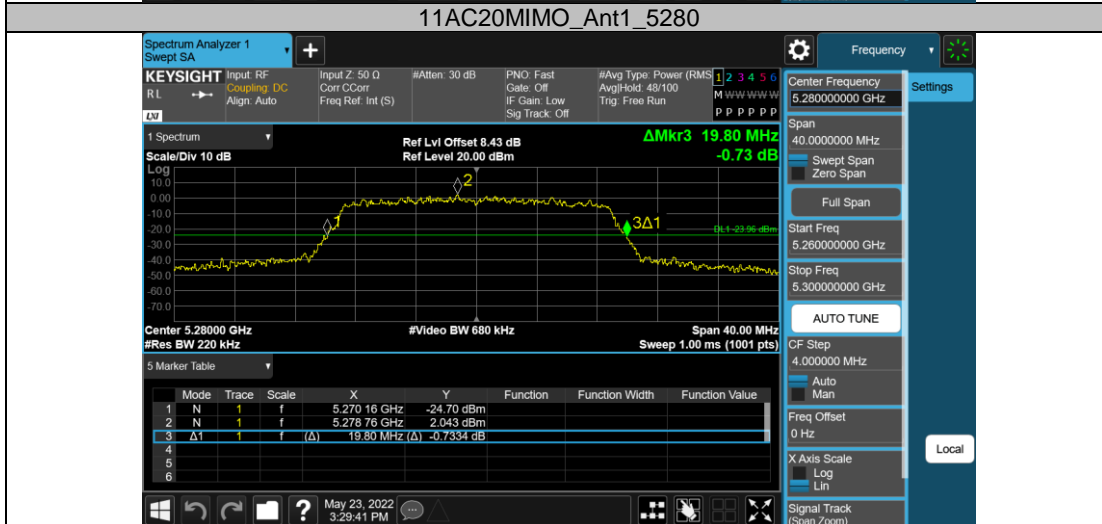 11AC20MIMO_Ant1_5280
Spectrum Analyzer 1
Swept SA
+
Frequency
KEYSIGHT Input: RF Input Z: 50 Ω #Atten: 30 dB PNO: Fast #Avg Type: Power (RMS 1 2 3 4 5 6
RL Coupling: DC Corr CCorr Gate: Off Avg|Hold: 48/100 M W W W W W
Align: Auto Freq Ref: Int (S) IF Gain: Low Trig: Free Run
Sig Track: Off P P P P P P
LXI
1 Spectrum
Ref Lvl Offset 8.43 dB ΔMkr3 19.80 MHz
Scale/Div 10 dB Ref Level 20.00 dBm -0.73 dB
Log
10.0
0.00
-10.0
-20.0
-30.0
-40.0
-50.0
-60.0
-70.0
1
2
3Δ1
DL1 -23.96 dBm
Center 5.28000 GHz #Video BW 680 kHz Span 40.00 MHz
#Res BW 220 kHz Sweep 1.00 ms (1001 pts)
5 Marker Table
Mode Trace Scale X Y Function Function Width Function Value
1 N 1 f 5.270 16 GHz -24.70 dBm
2 N 1 f 5.278 76 GHz 2.043 dBm
3 Δ1 1 f (Δ) 19.80 MHz (Δ) -0.7334 dB
4
5
6
?
May 23, 2022
3:29:41 PM
Center Frequency
5.280000000 GHz
Settings
Span
40.0000000 MHz
Swept Span
Zero Span
Full Span
Start Freq
5.260000000 GHz
Stop Freq
5.300000000 GHz
AUTO TUNE
CF Step
4.000000 MHz
Auto
Man
Freq Offset
0 Hz
Local
X Axis Scale
Log
Lin
Signal Track
(Span Zoom)